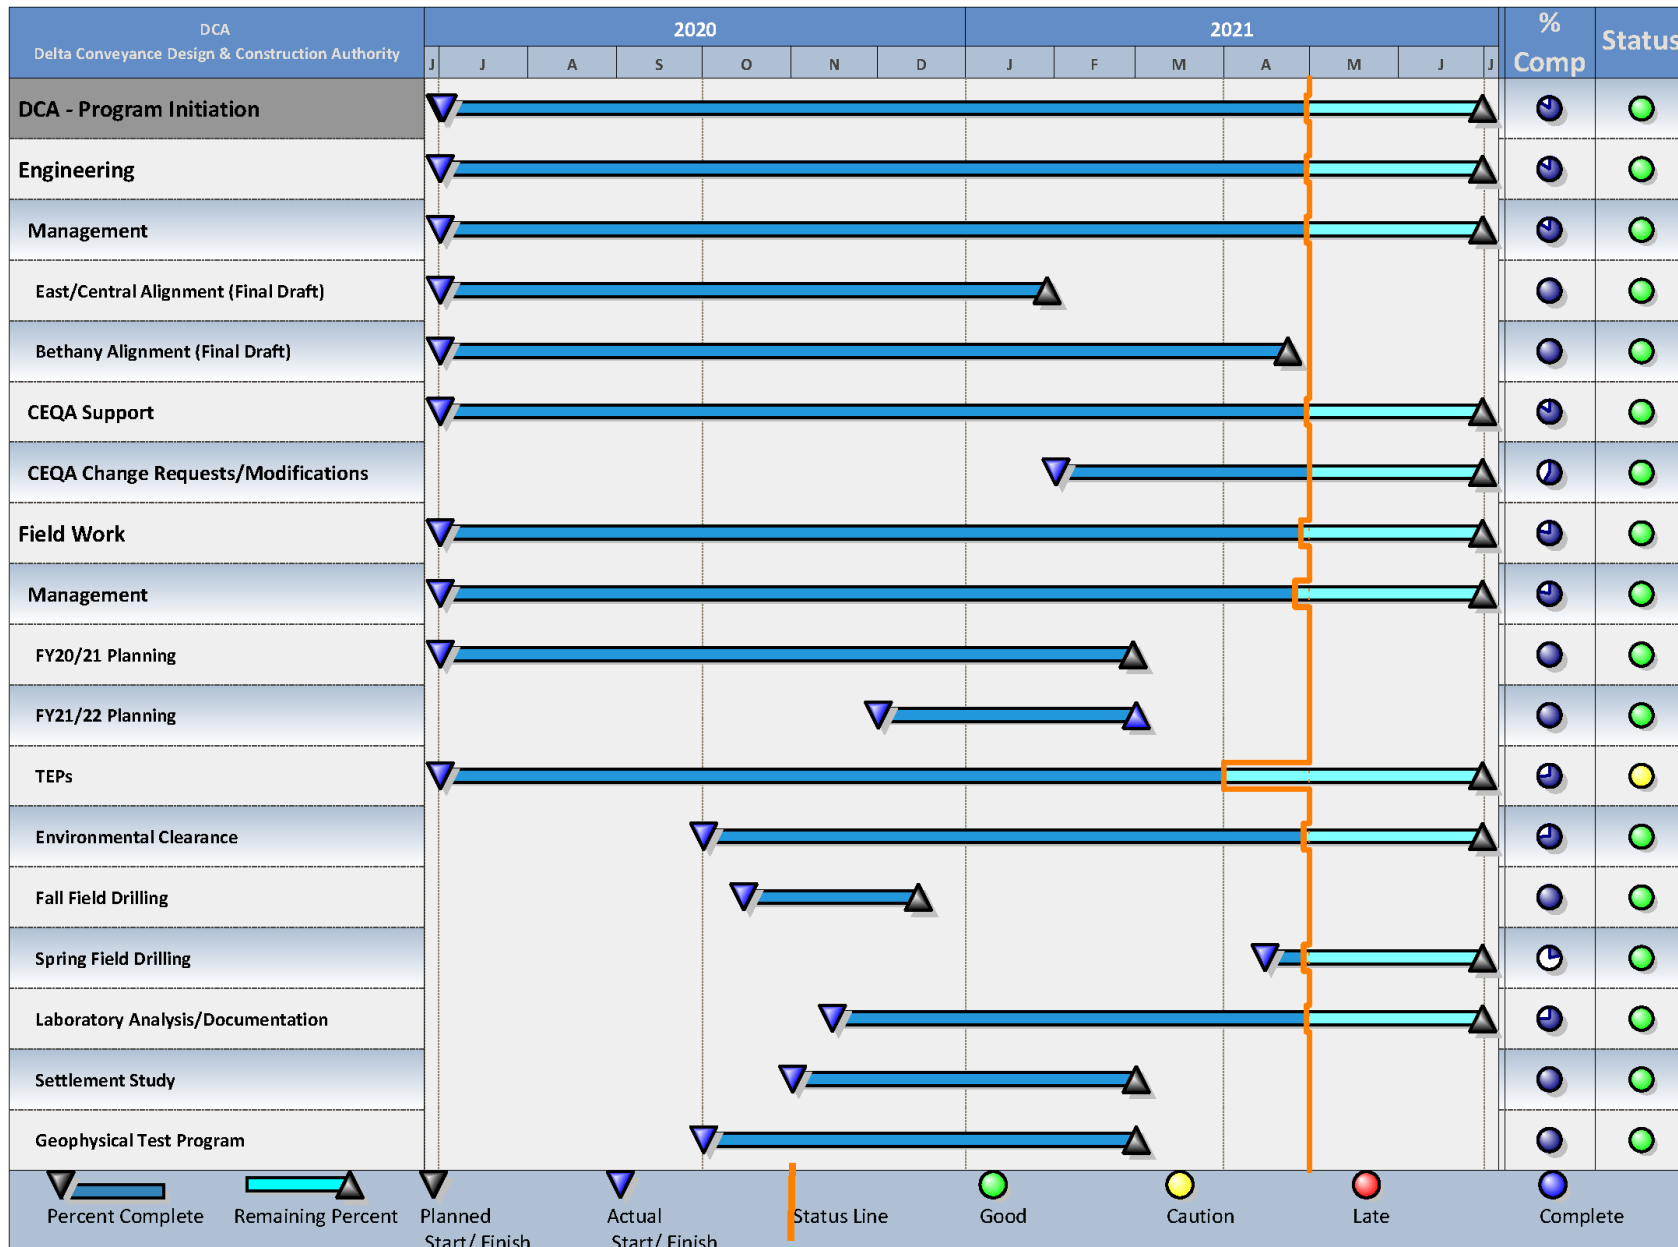 DCA
Delta Conveyance Design & Construction Authority
2020
2021
%
Comp
Status
J J A S O N D J F M A M J J
DCA - Program Initiation
Engineering
Management
East/Central Alignment (Final Draft)
Bethany Alignment (Final Draft)
CEQA Support
CEQA Change Requests/Modifications
Field Work
Management
FY20/21 Planning
FY21/22 Planning
TEPs
Environmental Clearance
Fall Field Drilling
Spring Field Drilling
Laboratory Analysis/Documentation
Settlement Study
Geophysical Test Program
Percent Complete
Remaining Percent
Planned
Start/ Finish
Actual
Start/ Finish
Status Line
Good
Caution
Late
Complete